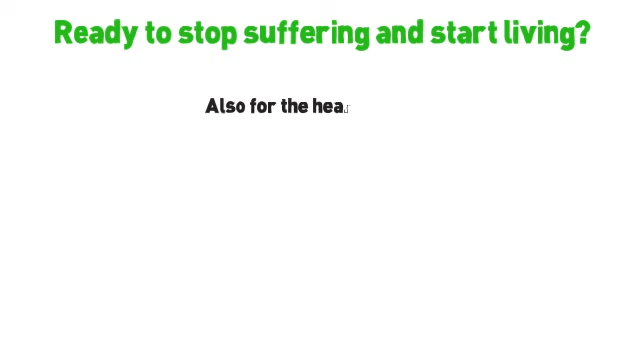 Ready to stop suffering and start living?
Also for the hea